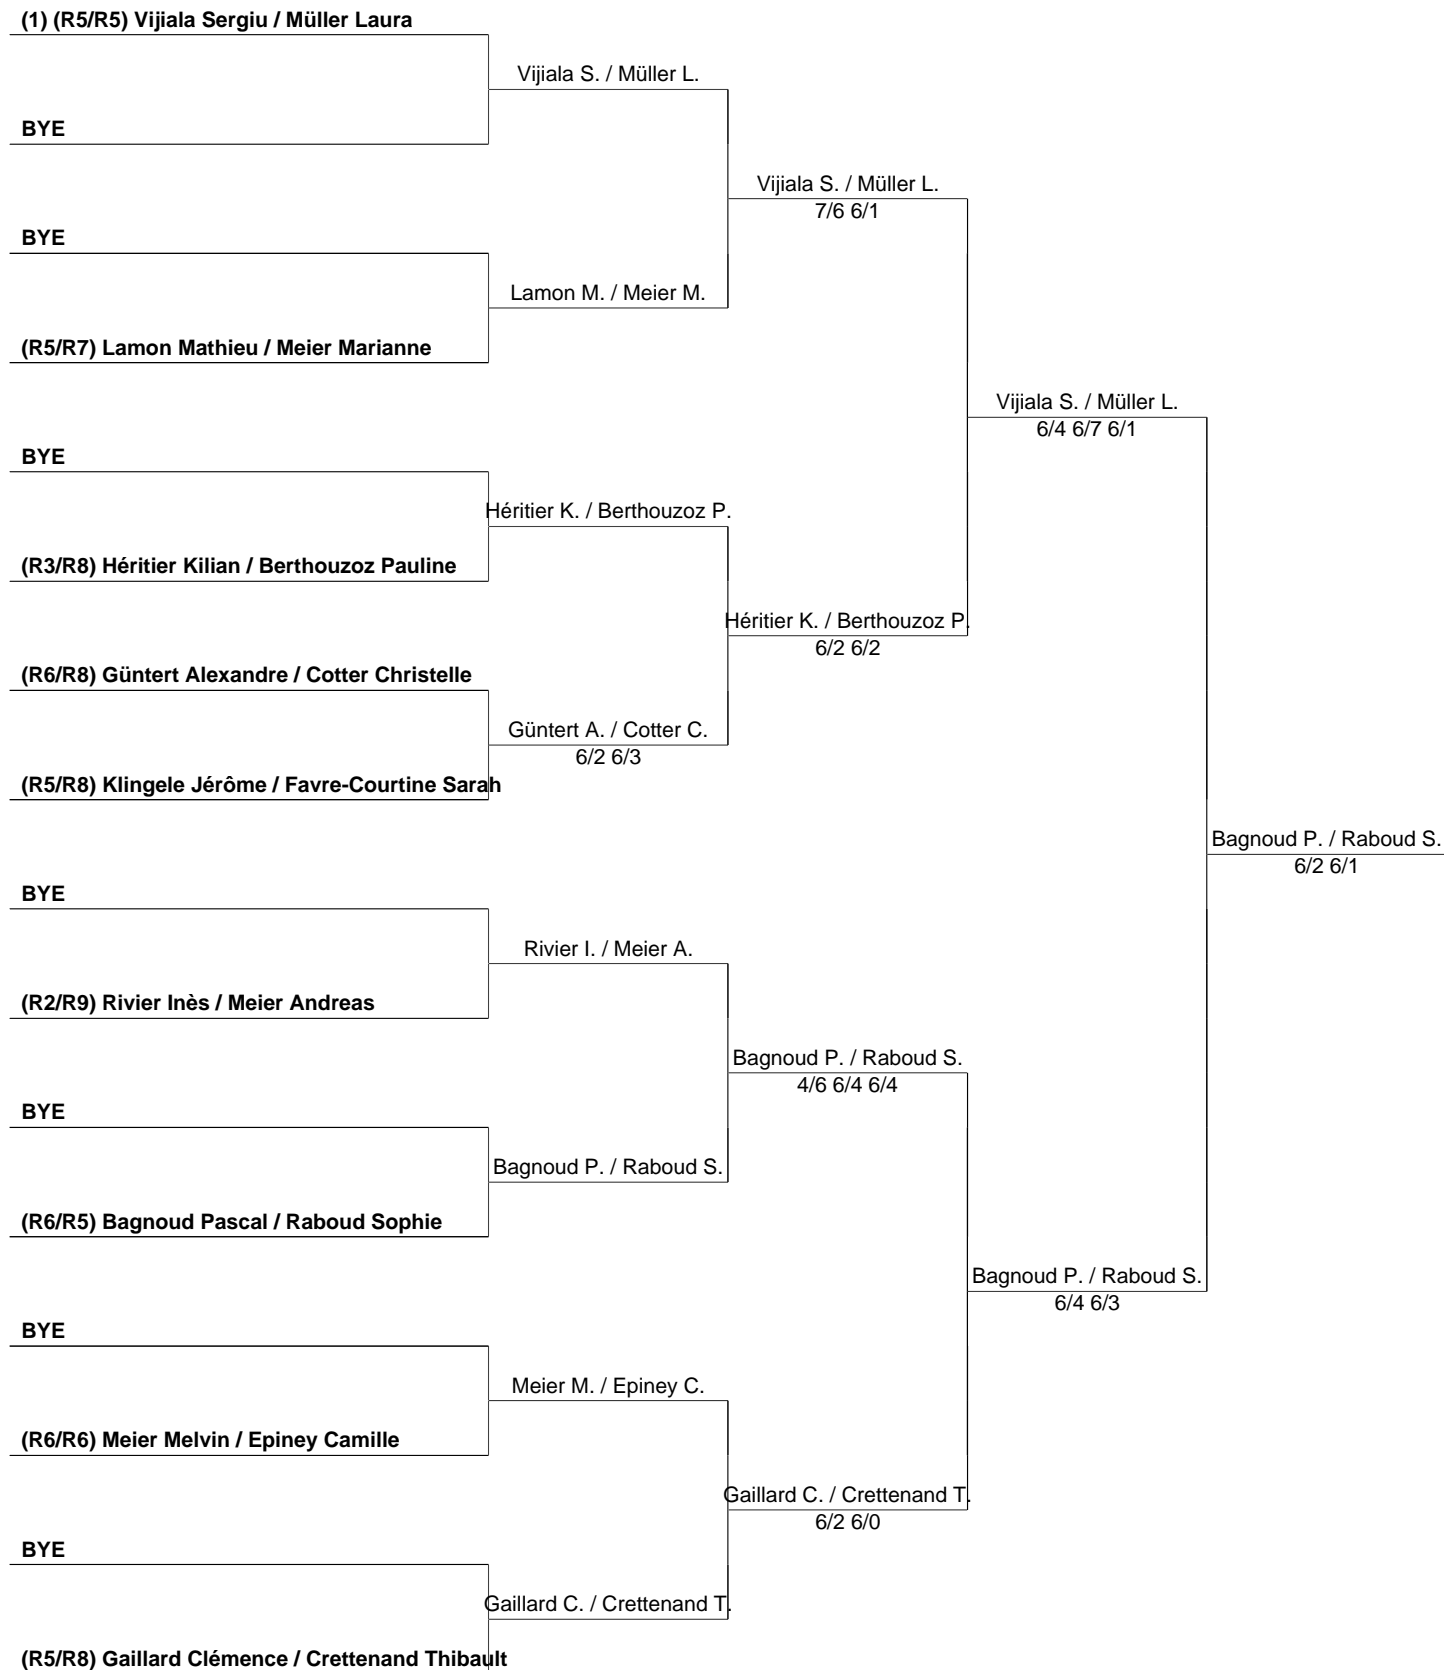 (1) (R5/R5) Vijiala Sergiu / Müller Laura
Vijiala S. / Müller L.
BYE
Vijiala S. / Müller L.
7/6 6/1
BYE
Lamon M. / Meier M.
(R5/R7) Lamon Mathieu / Meier Marianne
Vijiala S. / Müller L.
6/4 6/7 6/1
BYE
Héritier K. / Berthouzoz P.
(R3/R8) Héritier Kilian / Berthouzoz Pauline
Héritier K. / Berthouzoz P.
6/2 6/2
(R6/R8) Güntert Alexandre / Cotter Christelle
Güntert A. / Cotter C.
6/2 6/3
(R5/R8) Klingele Jérôme / Favre-Courtine Sarah
Bagnoud P. / Raboud S.
6/2 6/1
BYE
Rivier I. / Meier A.
(R2/R9) Rivier Inès / Meier Andreas
Bagnoud P. / Raboud S.
4/6 6/4 6/4
BYE
Bagnoud P. / Raboud S.
(R6/R5) Bagnoud Pascal / Raboud Sophie
Bagnoud P. / Raboud S.
6/4 6/3
BYE
Meier M. / Epiney C.
(R6/R6) Meier Melvin / Epiney Camille
Gaillard C. / Crettenand T.
6/2 6/0
BYE
Gaillard C. / Crettenand T.
(R5/R8) Gaillard Clémence / Crettenand Thibault